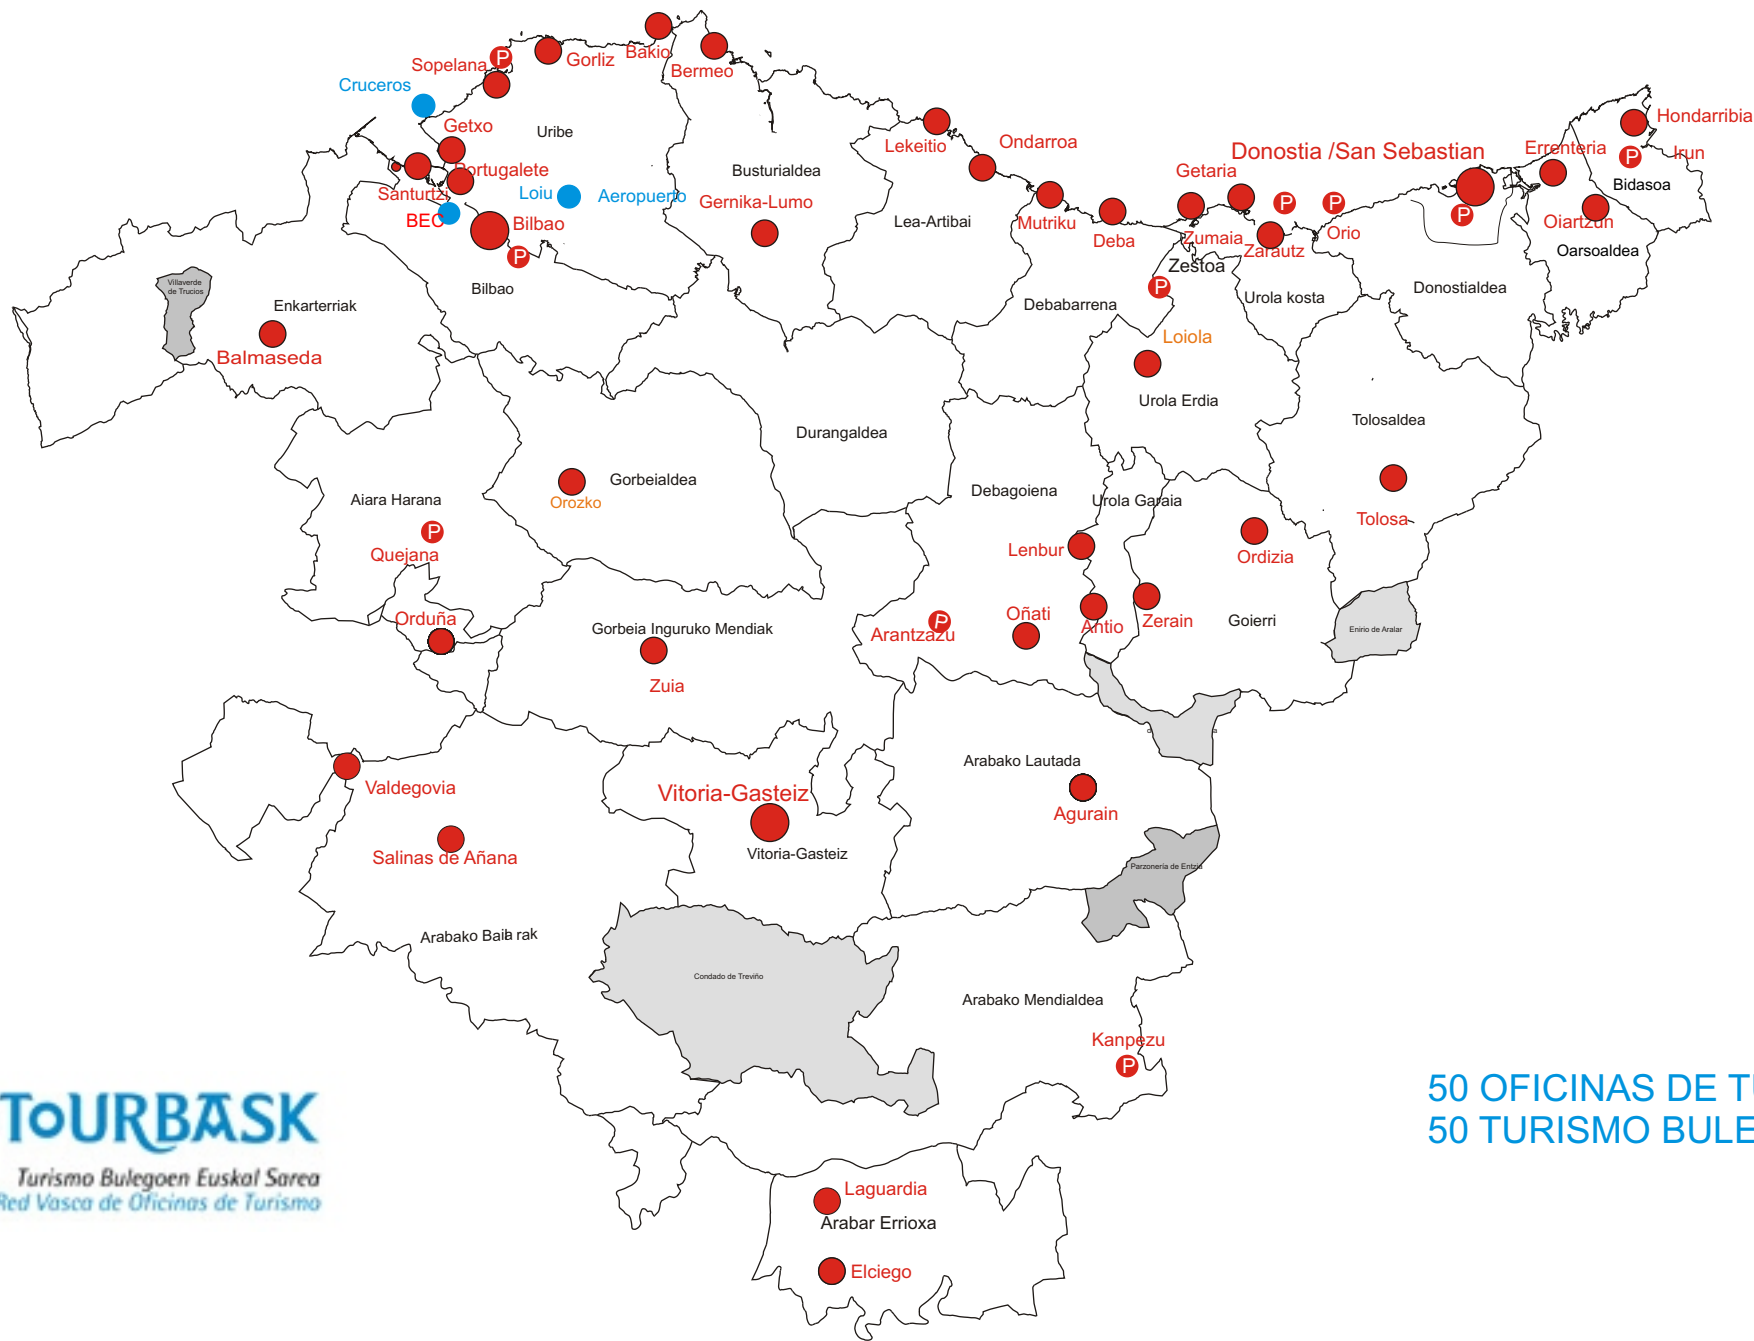 Bakio
Bermeo
P
Gorliz
Sopelana
Cruceros
Getxo
Uribe
Portugalete
Santurtzi
BEC
Loiu
Aeropuerto
Bilbao
P
Bilbao
Busturialdea
Gernika-Lumo
Lekeitio
Ondarroa
Lea-Artibai
Mutriku
Deba
Getaria
Zumaia
Zarautz
P
P
Orio
Donostia /San Sebastian
P
Errenteria
Hondarribia
P
Irun
Bidasoa
Oiartzun
Oarsoaldea
Zestoa
P
Urola kosta
Donostialdea
Debabarrena
Loiola
Urola Erdia
Villaverde
de Trucios
Enkarterriak
Balmaseda
Durangaldea
Tolosaldea
Tolosa
Aiara Harana
P
Quejana
Gorbeialdea
Orozko
Debagoiena
Urola Garaia
Lenbur
Ordizia
Orduña
Gorbeia Inguruko Mendiak
Zuia
P
Arantzazu
Oñati
Antio
Zerain
Goierri
Enirio de Aralar
Valdegovia
Salinas de Añana
Vitoria-Gasteiz
Vitoria-Gasteiz
Arabako Lautada
Agurain
Parzonería de Entzia
Arabako Baila rak
Condado de Treviño
Arabako Mendialdea
Kanpezu
P
TOURBASK
Turismo Bulegoen Euskal Sarea
Red Vasca de Oficinas de Turismo
50 OFICINAS DE TU
50 TURISMO BULE
Laguardia
Arabar Errioxa
Elciego